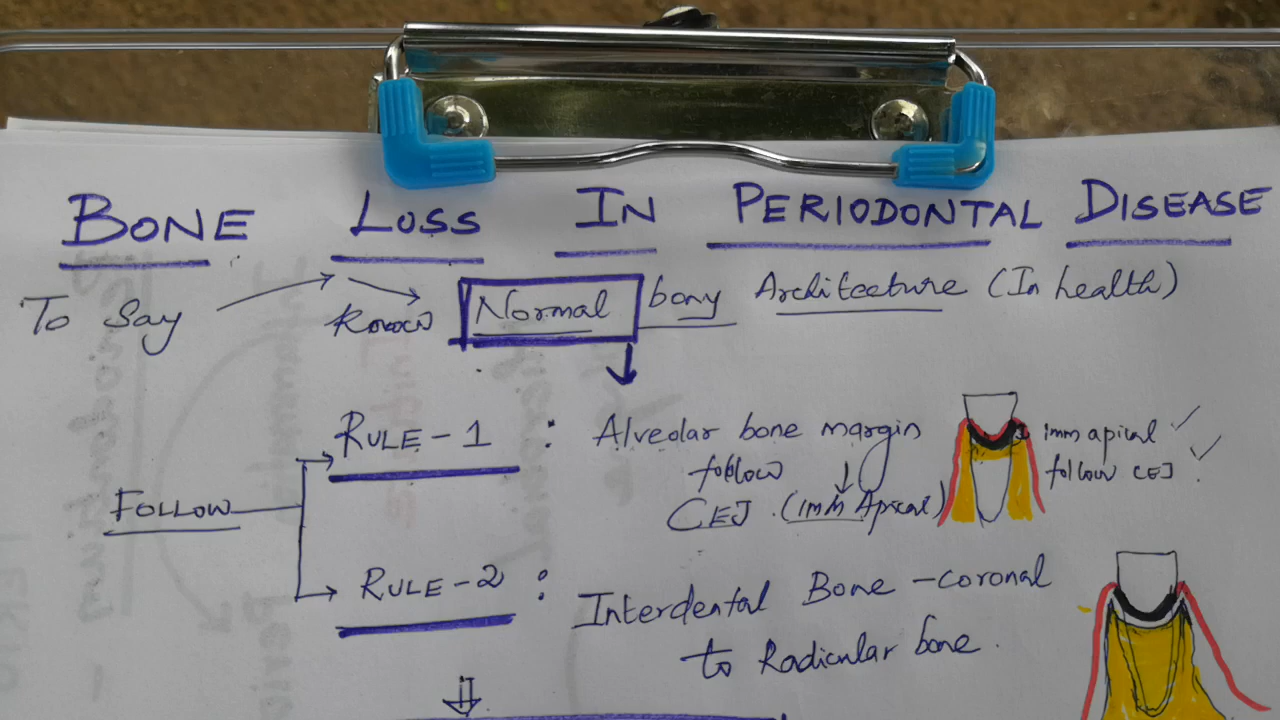 BONE LOSS IN PERIODONTAL DISEASE
To Say Know Normal bony Architecture (In health)
RULE-1 : Alveolar bone margin
follow
CEJ (1mm Apical)
1mm apical
follow CEJ
FOLLOW
RULE-2 : Interdental Bone - coronal
to Radicular bone.